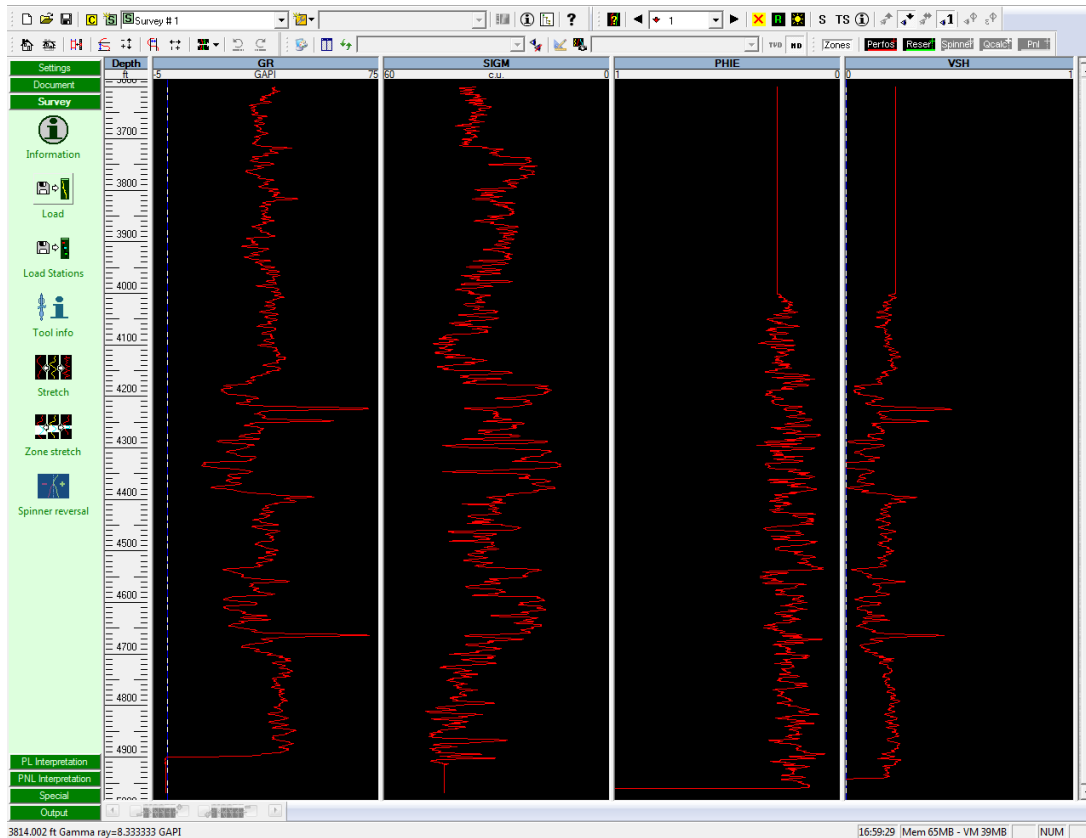 Survey # 1
1
S TS
TVD MD Zones Perfos Reser Spinne Qcalc Pnl
Settings
Document
Survey
Information
Load
Load Stations
Tool info
Stretch
Zone stretch
Spinner reversal
PL Interpretation
PNL Interpretation
Special
Output
Depth GR SIGM PHIE VSH
ft -5 GAPI 75 60 c.u. 0 1 0 0 1
3700
3800
3900
4000
4100
4200
4300
4400
4500
4600
4700
4800
4900
3814.002 ft Gamma ray=8.333333 GAPI 16:59:29 Mem 65MB - VM 39MB NUM